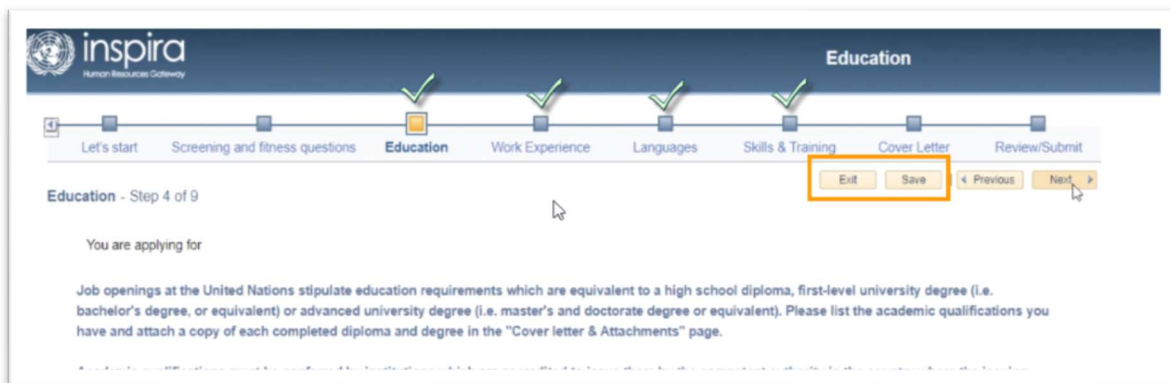 inspira
Human Resources Gateway
Education
Let's start
Screening and fitness questions
Education
Work Experience
Languages
Skills & Training
Cover Letter
Review/Submit
Exit
Save
Previous
Next
Education - Step 4 of 9
You are applying for
Job openings at the United Nations stipulate education requirements which are equivalent to a high school diploma, first-level university degree (i.e.
bachelor's degree, or equivalent) or advanced university degree (i.e. master's and doctorate degree or equivalent). Please list the academic qualifications you
have and attach a copy of each completed diploma and degree in the "Cover letter & Attachments" page.